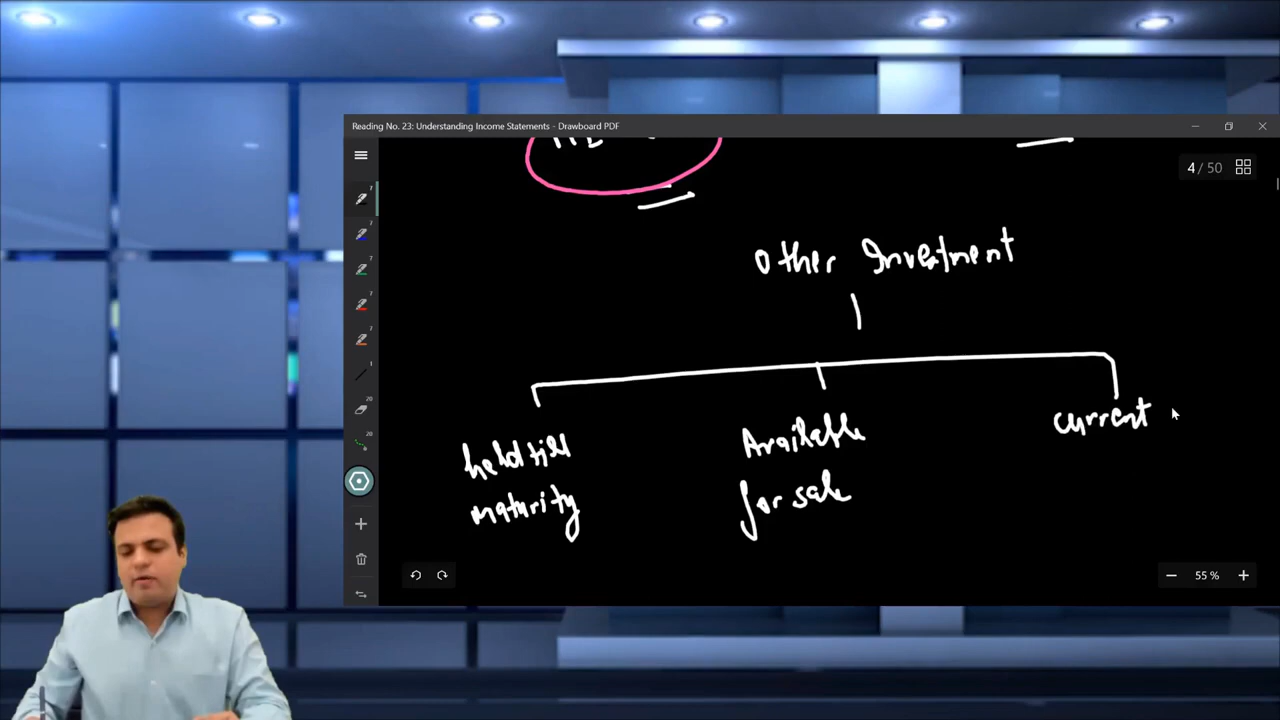 Reading No. 23: Understanding Income Statements - Drawboard PDF
4 / 50
Other Investment
held till
maturity
Available
for sale
current
55 %